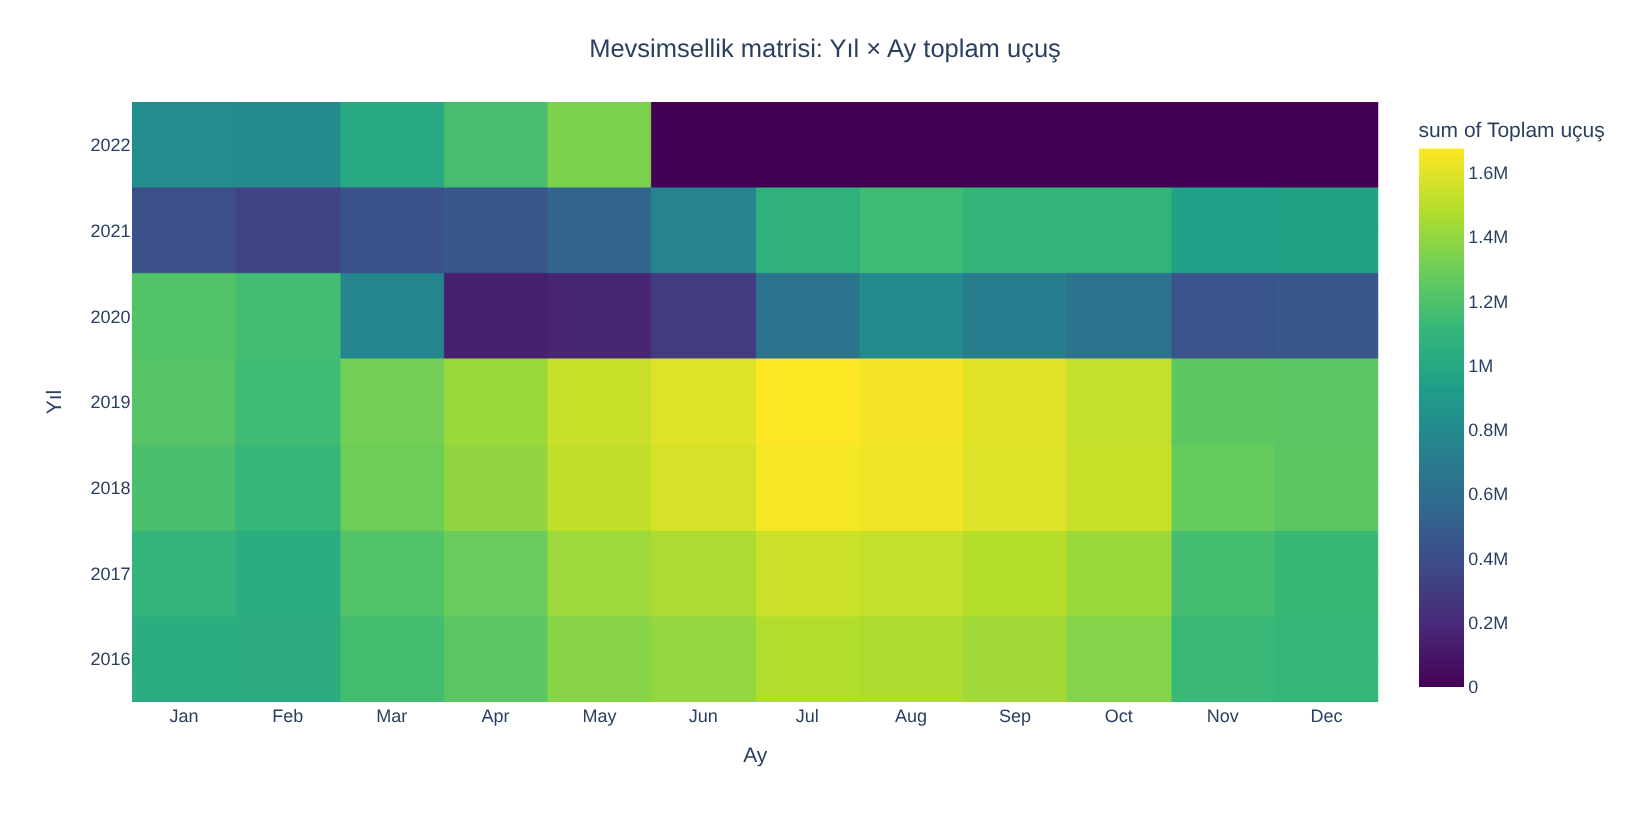 Mevsimsellik matrisi: Yıl × Ay toplam uçuş
sum of Toplam uçuş
1.6M
1.4M
1.2M
1M
0.8M
0.6M
0.4M
0.2M
0
Yıl
2022
2021
2020
2019
2018
2017
2016
Jan Feb Mar Apr May Jun Jul Aug Sep Oct Nov Dec
Ay